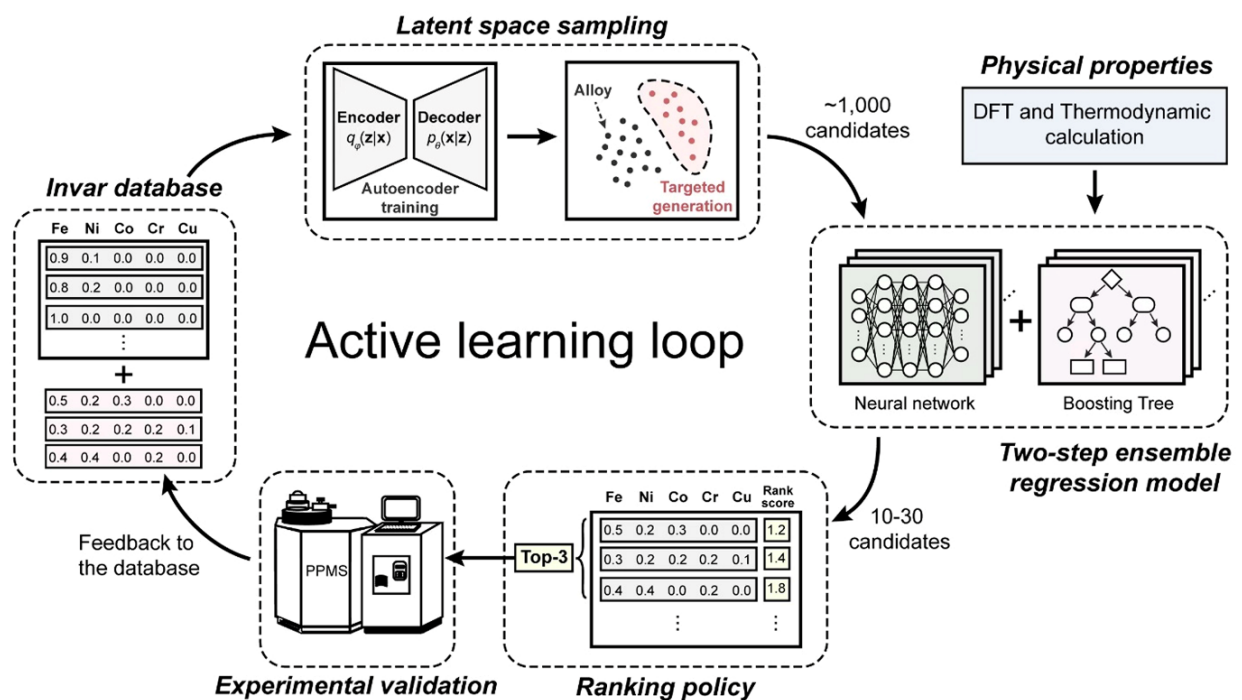 Latent space sampling
Encoder
qφ(z|x)
Decoder
pθ(x|z)
Autoencoder
training
Alloy
Targeted
generation
~1,000
candidates
Physical properties
DFT and Thermodynamic
calculation
Neural network
+
Boosting Tree
Two-step ensemble
regression model
10-30
candidates
Fe Ni Co Cr Cu Rank
score
0.5 0.2 0.3 0.0 0.0 1.2
0.3 0.2 0.2 0.2 0.1 1.4
0.4 0.4 0.0 0.2 0.0 1.8
Top-3
Ranking policy
PPMS
Experimental validation
Feedback to
the database
Invar database
Fe Ni Co Cr Cu
0.9 0.1 0.0 0.0 0.0
0.8 0.2 0.0 0.0 0.0
1.0 0.0 0.0 0.0 0.0
+
0.5 0.2 0.3 0.0 0.0
0.3 0.2 0.2 0.2 0.1
0.4 0.4 0.0 0.2 0.0
Active learning loop